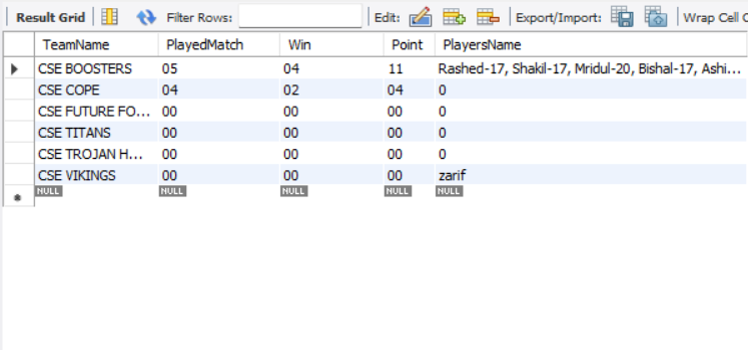 Result Grid Filter Rows: Edit: Export/Import: Wrap Cell C
TeamName PlayedMatch Win Point PlayersName
CSE BOOSTERS 05 04 11 Rashed-17, Shakil-17, Mridul-20, Bishal-17, Ashi...
CSE COPE 04 02 04 0
CSE FUTURE FO... 00 00 00 0
CSE TITANS 00 00 00 0
CSE TROJAN H... 00 00 00 0
CSE VIKINGS 00 00 00 zarif
NULL NULL NULL NULL NULL